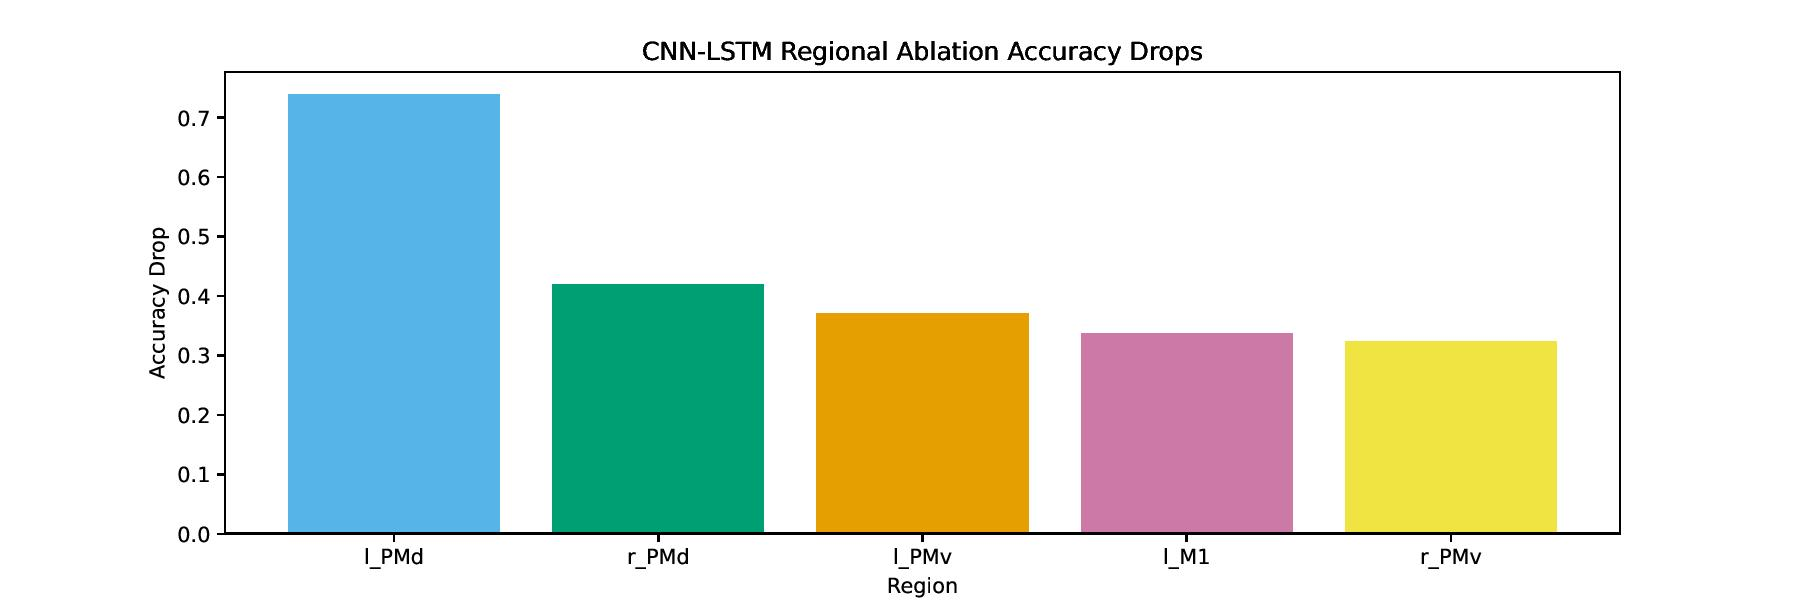 CNN-LSTM Regional Ablation Accuracy Drops
Accuracy Drop
0.7
0.6
0.5
0.4
0.3
0.2
0.1
0.0
l_PMd r_PMd l_PMv l_M1 r_PMv
Region